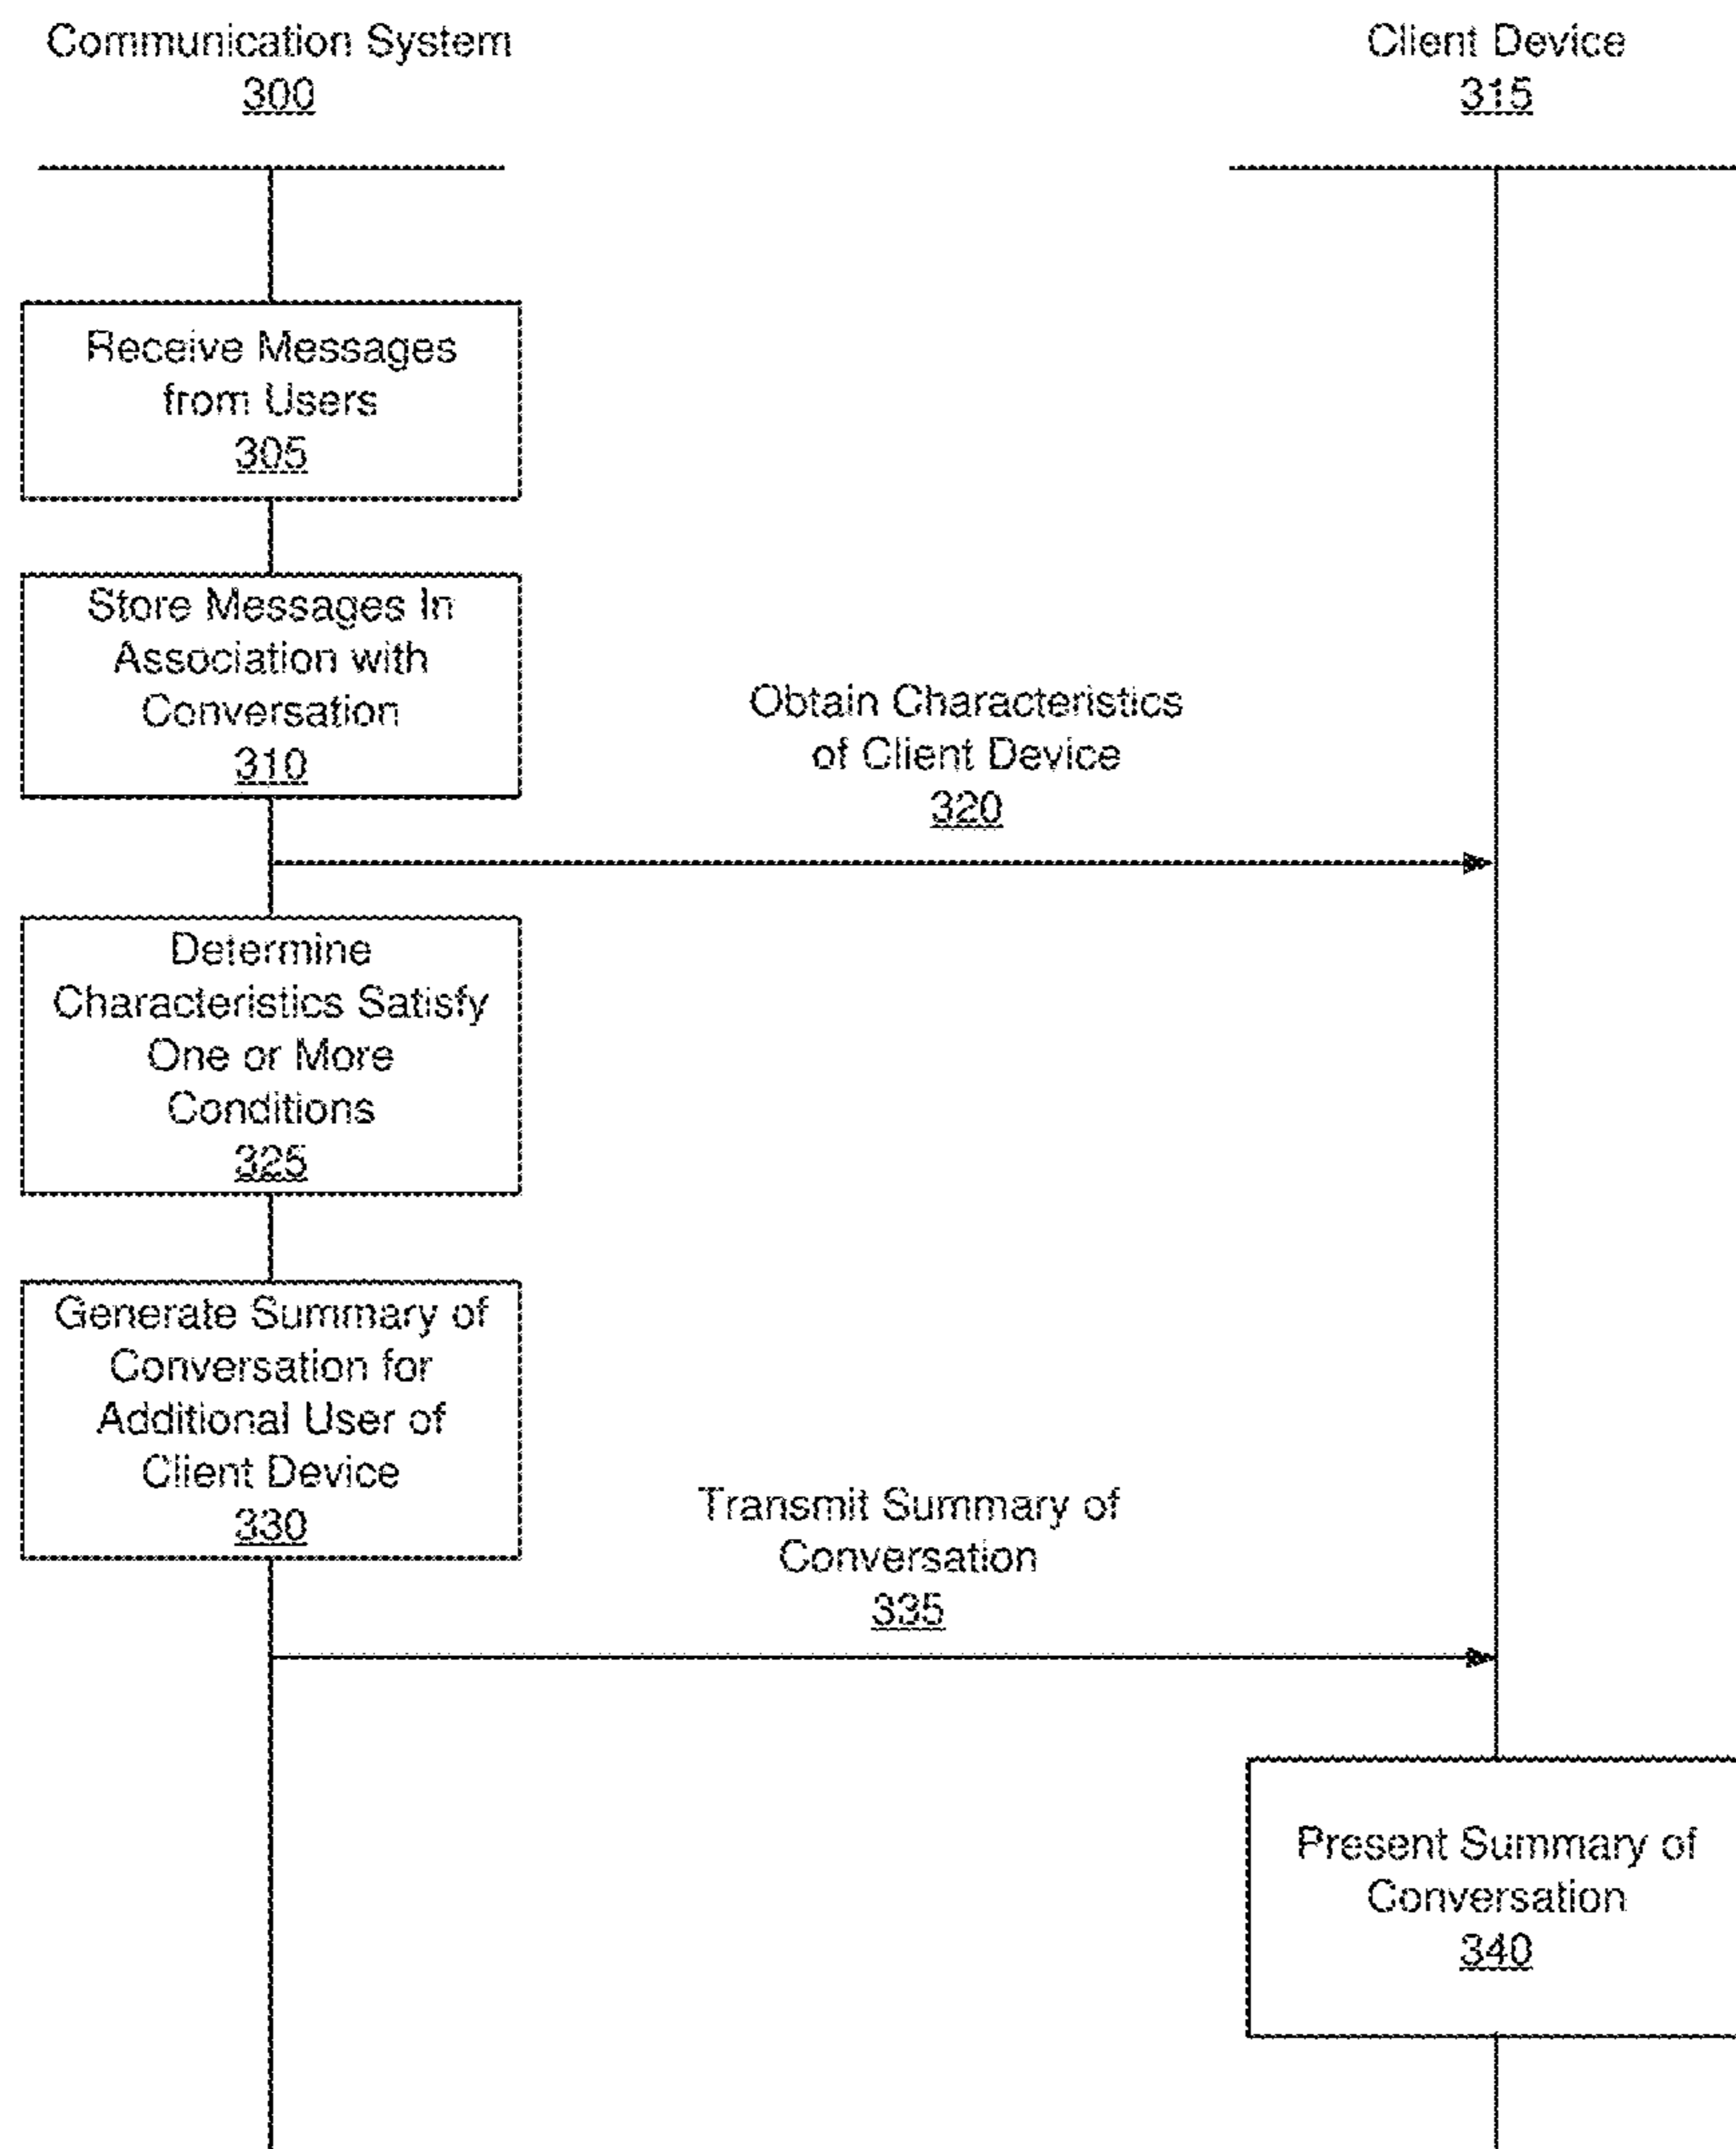 Communication System
300
Client Device
315
Receive Messages
from Users
305
Store Messages In
Association with
Conversation
310
Obtain Characteristics
of Client Device
320
Determine
Characteristics Satisfy
One or More
Conditions
325
Generate Summary of
Conversation for
Additional User of
Client Device
330
Transmit Summary of
Conversation
335
Present Summary of
Conversation
340